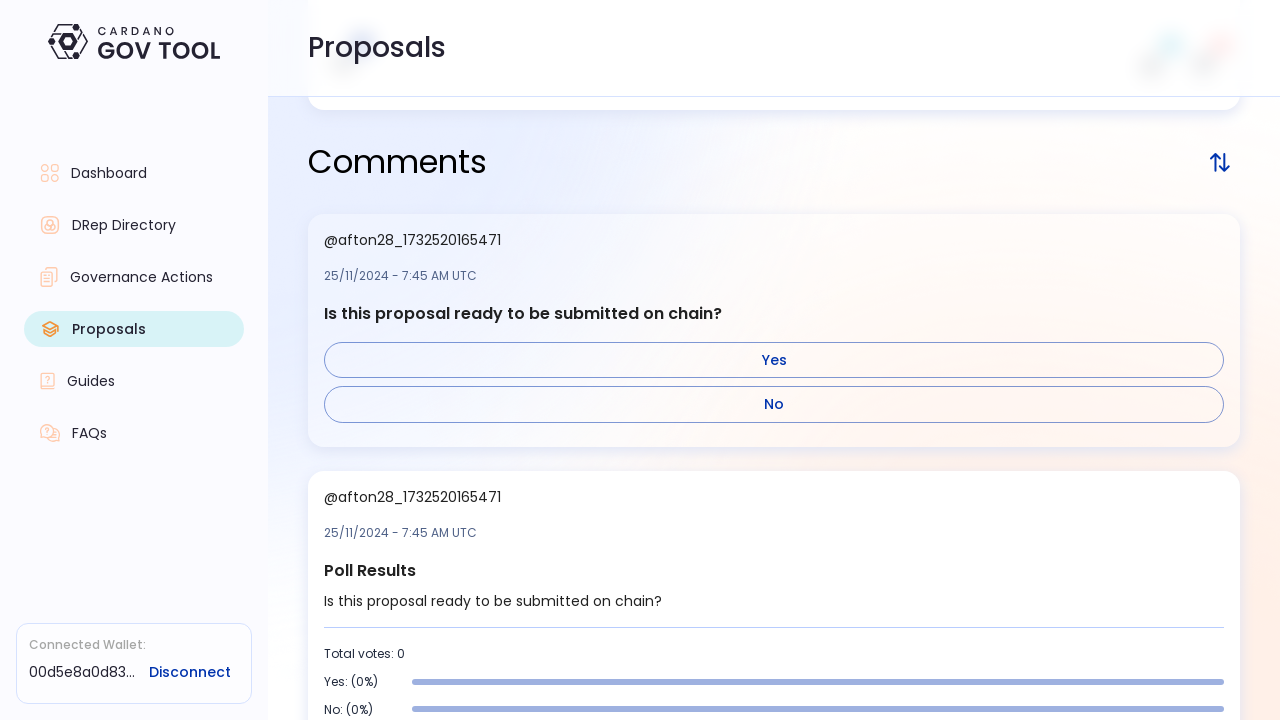 CARDANO
GOV TOOL
Dashboard
DRep Directory
Governance Actions
Proposals
Guides
FAQs
Connected Wallet:
00d5e8a0d83...
Disconnect
Proposals
Comments
@afton28_1732520165471
25/11/2024 - 7:45 AM UTC
Is this proposal ready to be submitted on chain?
Yes
No
@afton28_1732520165471
25/11/2024 - 7:45 AM UTC
Poll Results
Is this proposal ready to be submitted on chain?
Total votes: 0
Yes: (0%)
No: (0%)